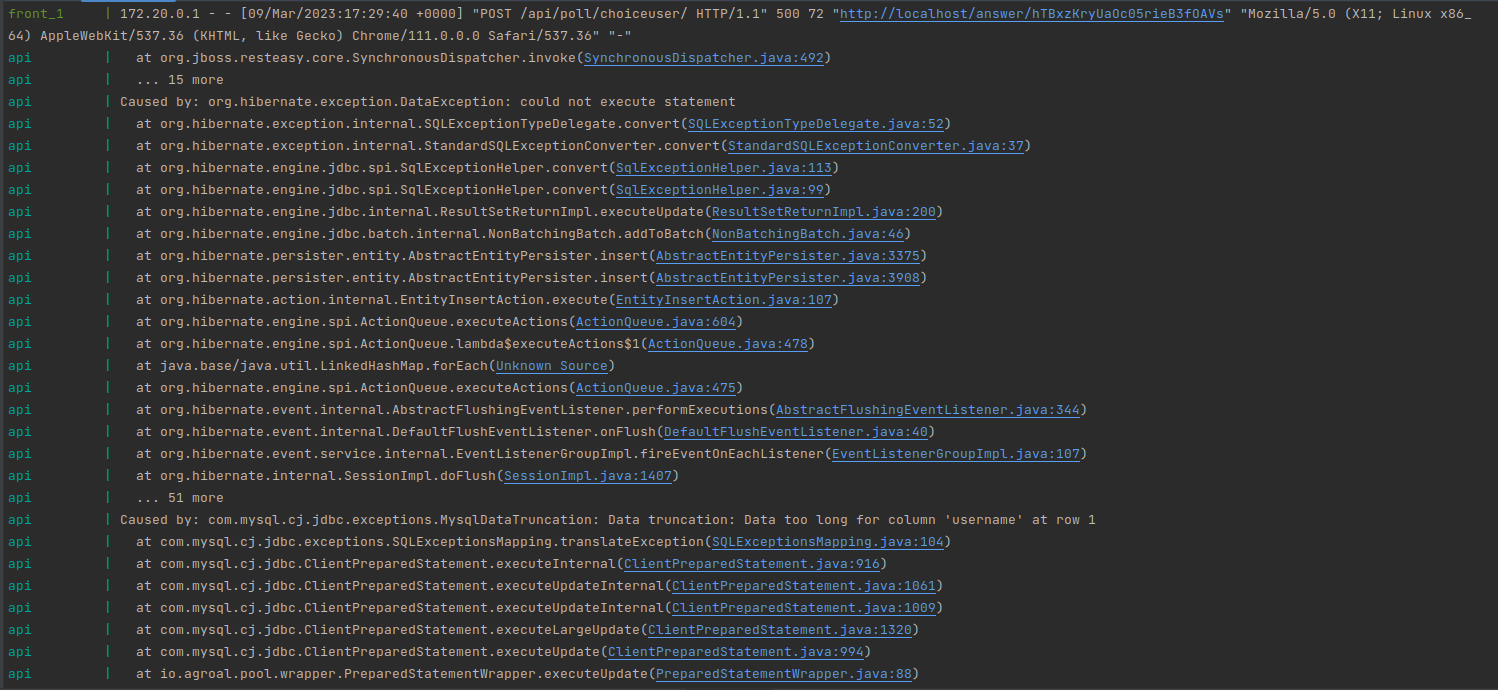 front_1     | 172.20.0.1 - - [09/Mar/2023:17:29:40 +0000] "POST /api/poll/choiceuser/ HTTP/1.1" 500 72 "http://localhost/answer/hTBxzKryUaOc05rieB3fOAVs" "Mozilla/5.0 (X11; Linux x86_
64) AppleWebKit/537.36 (KHTML, like Gecko) Chrome/111.0.0.0 Safari/537.36" "-"
api         |   at org.jboss.resteasy.core.SynchronousDispatcher.invoke(SynchronousDispatcher.java:492)
api         |   ... 15 more
api         | Caused by: org.hibernate.exception.DataException: could not execute statement
api         |   at org.hibernate.exception.internal.SQLExceptionTypeDelegate.convert(SQLExceptionTypeDelegate.java:52)
api         |   at org.hibernate.exception.internal.StandardSQLExceptionConverter.convert(StandardSQLExceptionConverter.java:37)
api         |   at org.hibernate.engine.jdbc.spi.SqlExceptionHelper.convert(SqlExceptionHelper.java:113)
api         |   at org.hibernate.engine.jdbc.spi.SqlExceptionHelper.convert(SqlExceptionHelper.java:99)
api         |   at org.hibernate.engine.jdbc.internal.ResultSetReturnImpl.executeUpdate(ResultSetReturnImpl.java:200)
api         |   at org.hibernate.engine.jdbc.batch.internal.NonBatchingBatch.addToBatch(NonBatchingBatch.java:46)
api         |   at org.hibernate.persister.entity.AbstractEntityPersister.insert(AbstractEntityPersister.java:3375)
api         |   at org.hibernate.persister.entity.AbstractEntityPersister.insert(AbstractEntityPersister.java:3908)
api         |   at org.hibernate.action.internal.EntityInsertAction.execute(EntityInsertAction.java:107)
api         |   at org.hibernate.engine.spi.ActionQueue.executeActions(ActionQueue.java:604)
api         |   at org.hibernate.engine.spi.ActionQueue.lambda$executeActions$1(ActionQueue.java:478)
api         |   at java.base/java.util.LinkedHashMap.forEach(Unknown Source)
api         |   at org.hibernate.engine.spi.ActionQueue.executeActions(ActionQueue.java:475)
api         |   at org.hibernate.event.internal.AbstractFlushingEventListener.performExecutions(AbstractFlushingEventListener.java:344)
api         |   at org.hibernate.event.internal.DefaultFlushEventListener.onFlush(DefaultFlushEventListener.java:40)
api         |   at org.hibernate.event.service.internal.EventListenerGroupImpl.fireEventOnEachListener(EventListenerGroupImpl.java:107)
api         |   at org.hibernate.internal.SessionImpl.doFlush(SessionImpl.java:1407)
api         |   ... 51 more
api         | Caused by: com.mysql.cj.jdbc.exceptions.MysqlDataTruncation: Data truncation: Data too long for column 'username' at row 1
api         |   at com.mysql.cj.jdbc.exceptions.SQLExceptionsMapping.translateException(SQLExceptionsMapping.java:104)
api         |   at com.mysql.cj.jdbc.ClientPreparedStatement.executeInternal(ClientPreparedStatement.java:916)
api         |   at com.mysql.cj.jdbc.ClientPreparedStatement.executeUpdateInternal(ClientPreparedStatement.java:1061)
api         |   at com.mysql.cj.jdbc.ClientPreparedStatement.executeUpdateInternal(ClientPreparedStatement.java:1009)
api         |   at com.mysql.cj.jdbc.ClientPreparedStatement.executeLargeUpdate(ClientPreparedStatement.java:1320)
api         |   at com.mysql.cj.jdbc.ClientPreparedStatement.executeUpdate(ClientPreparedStatement.java:994)
api         |   at io.agroal.pool.wrapper.PreparedStatementWrapper.executeUpdate(PreparedStatementWrapper.java:88)